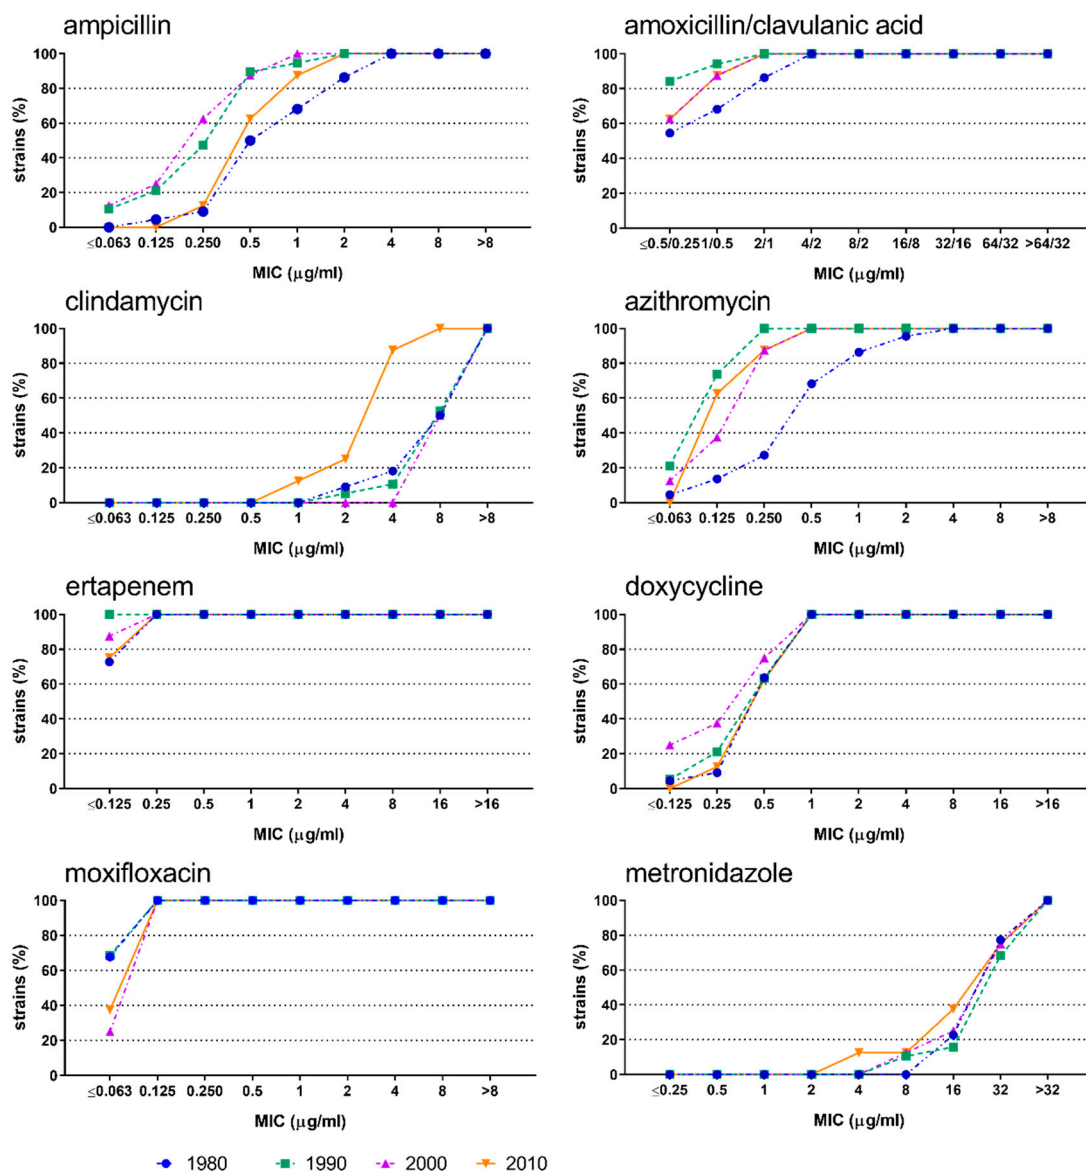 ampicillin
100
80
60
40
20
0
strains (%)
≤0.063 0.125 0.250 0.5 1 2 4 8 >8
MIC (μg/ml)
amoxicillin/clavulanic acid
100
80
60
40
20
0
strains (%)
≤0.5/0.251/0.5 2/1 4/2 8/2 16/8 32/16 64/32 >64/32
MIC (μg/ml)
clindamycin
100
80
60
40
20
0
strains (%)
≤0.063 0.125 0.250 0.5 1 2 4 8 >8
MIC (μg/ml)
azithromycin
100
80
60
40
20
0
strains (%)
≤0.063 0.125 0.250 0.5 1 2 4 8 >8
MIC (μg/ml)
ertapenem
100
80
60
40
20
0
strains (%)
≤0.125 0.25 0.5 1 2 4 8 16 >16
MIC (μg/ml)
doxycycline
100
80
60
40
20
0
strains (%)
≤0.125 0.25 0.5 1 2 4 8 16 >16
MIC (μg/ml)
moxifloxacin
100
80
60
40
20
0
strains (%)
≤0.063 0.125 0.250 0.5 1 2 4 8 >8
MIC (μg/ml)
metronidazole
100
80
60
40
20
0
strains (%)
≤0.25 0.5 1 2 4 8 16 32 >32
MIC (μg/ml)
1980 1990 2000 2010